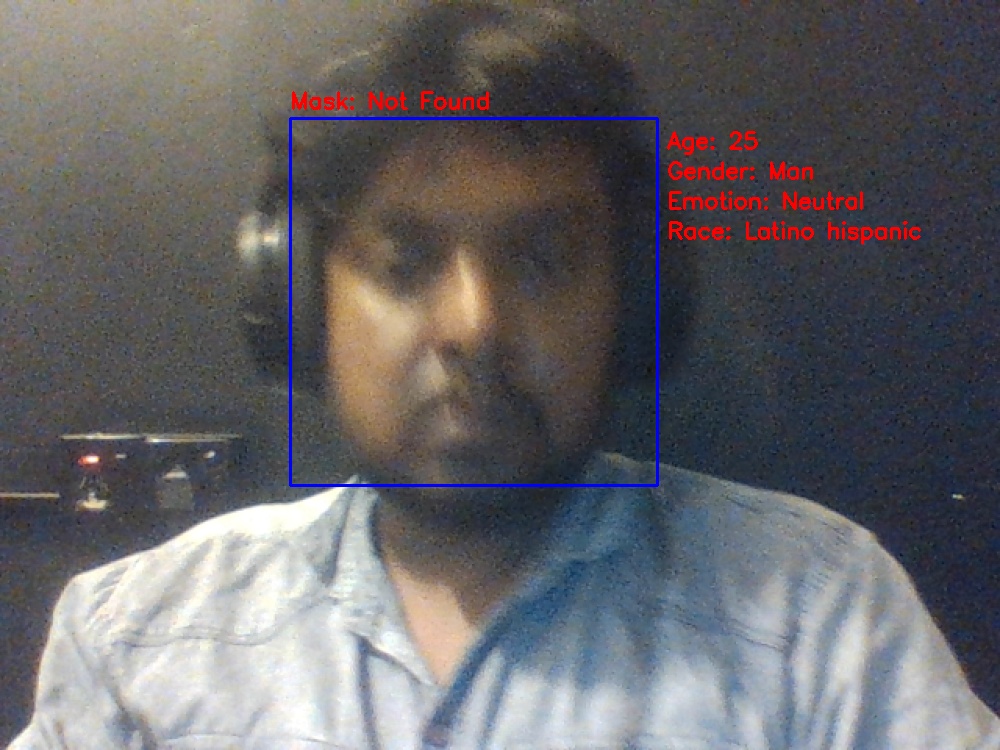 Mask: Not Found
Age: 25
Gender: Man
Emotion: Neutral
Race: Latino hispanic